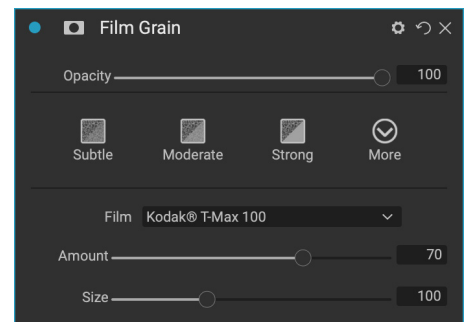 Film Grain
Opacity 100
Subtle Moderate Strong More
Film Kodak® T-Max 100
Amount 70
Size 100